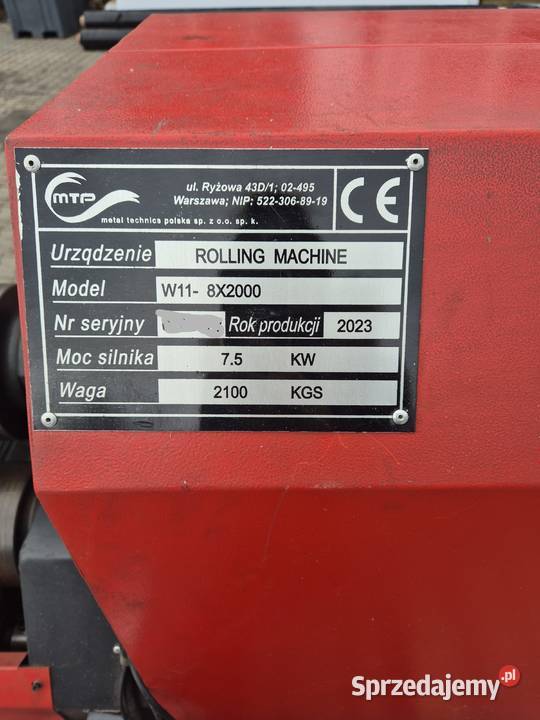 MTP
metal technics polska sp. z o.o. sp. k.
ul. Ryżowa 43D/1; 02-495
Warszawa; NIP: 522-306-89-19
CE
Urządzenie ROLLING MACHINE
Model W11- 8X2000
Nr seryjny Rok produkcji 2023
Moc silnika 7.5 KW
Waga 2100 KGS
Sprzedajemy.pl